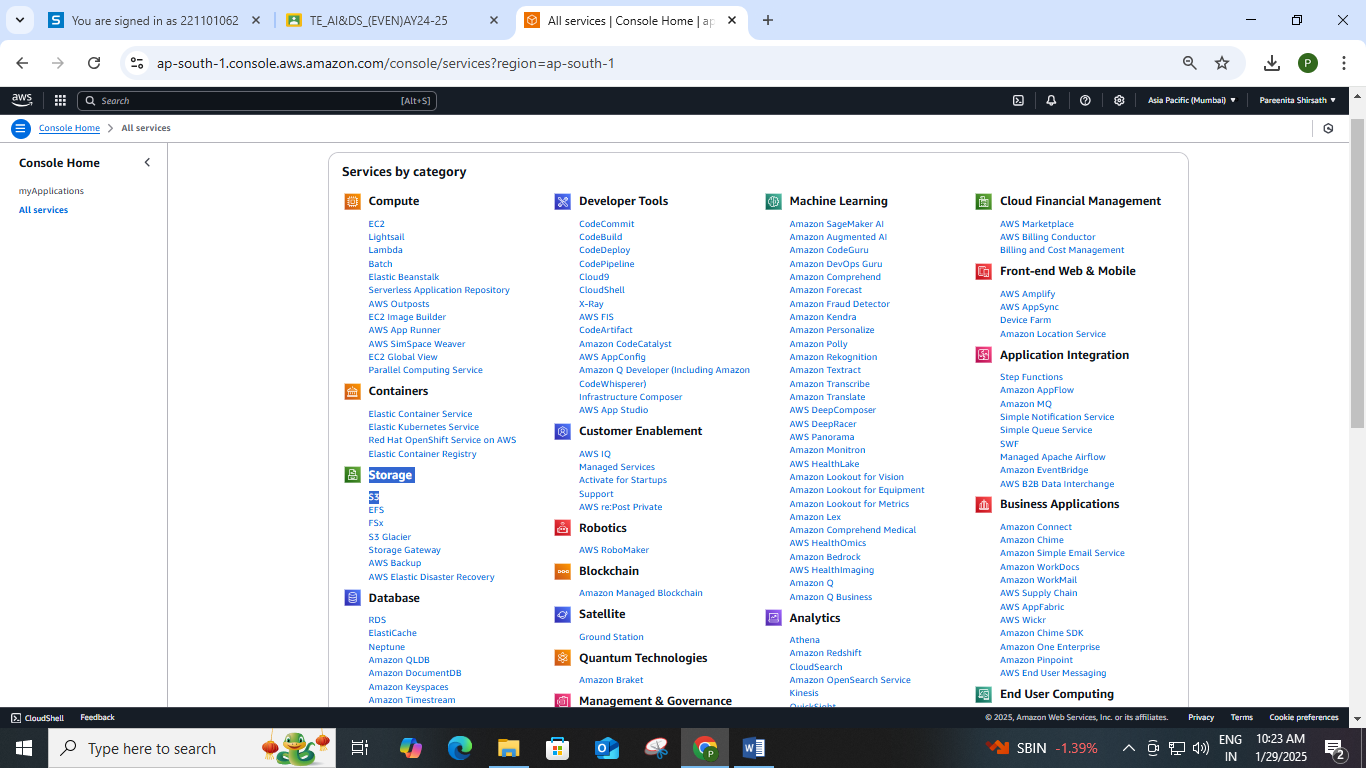 You are signed in as 221101062
TE_AI&DS_(EVEN)AY24-25
All services | Console Home | ap
ap-south-1.console.aws.amazon.com/console/services?region=ap-south-1
P
aws
Search
[Alt+S]
Asia Pacific (Mumbai)
Pareenita Shirsath
Console Home
All services
Console Home
myApplications
All services
Services by category
Compute
EC2
Lightsail
Lambda
Batch
Elastic Beanstalk
Serverless Application Repository
AWS Outposts
EC2 Image Builder
AWS App Runner
AWS SimSpace Weaver
EC2 Global View
Parallel Computing Service
Containers
Elastic Container Service
Elastic Kubernetes Service
Red Hat OpenShift Service on AWS
Elastic Container Registry
Storage
S3
EFS
FSx
S3 Glacier
Storage Gateway
AWS Backup
AWS Elastic Disaster Recovery
Database
RDS
ElastiCache
Neptune
Amazon QLDB
Amazon DocumentDB
Amazon Keyspaces
Amazon Timestream
Developer Tools
CodeCommit
CodeBuild
CodeDeploy
CodePipeline
Cloud9
CloudShell
X-Ray
AWS FIS
CodeArtifact
Amazon CodeCatalyst
AWS AppConfig
Amazon Q Developer (Including Amazon
CodeWhisperer)
Infrastructure Composer
AWS App Studio
Customer Enablement
AWS IQ
Managed Services
Activate for Startups
Support
AWS re:Post Private
Robotics
AWS RoboMaker
Blockchain
Amazon Managed Blockchain
Satellite
Ground Station
Quantum Technologies
Amazon Braket
Management & Governance
Machine Learning
Amazon SageMaker AI
Amazon Augmented AI
Amazon CodeGuru
Amazon DevOps Guru
Amazon Comprehend
Amazon Forecast
Amazon Fraud Detector
Amazon Kendra
Amazon Personalize
Amazon Polly
Amazon Rekognition
Amazon Textract
Amazon Transcribe
Amazon Translate
AWS DeepComposer
AWS DeepRacer
AWS Panorama
Amazon Monitron
AWS HealthLake
Amazon Lookout for Vision
Amazon Lookout for Equipment
Amazon Lookout for Metrics
Amazon Lex
Amazon Comprehend Medical
AWS HealthOmics
Amazon Bedrock
AWS HealthImaging
Amazon Q
Amazon Q Business
Analytics
Athena
Amazon Redshift
CloudSearch
Amazon OpenSearch Service
Kinesis
QuickSight
Cloud Financial Management
AWS Marketplace
AWS Billing Conductor
Billing and Cost Management
Front-end Web & Mobile
AWS Amplify
AWS AppSync
Device Farm
Amazon Location Service
Application Integration
Step Functions
Amazon AppFlow
Amazon MQ
Simple Notification Service
Simple Queue Service
SWF
Managed Apache Airflow
Amazon EventBridge
AWS B2B Data Interchange
Business Applications
Amazon Connect
Amazon Chime
Amazon Simple Email Service
Amazon WorkDocs
Amazon WorkMail
AWS Supply Chain
AWS AppFabric
AWS Wickr
Amazon Chime SDK
Amazon One Enterprise
Amazon Pinpoint
AWS End User Messaging
End User Computing
CloudShell
Feedback
© 2025, Amazon Web Services, Inc. or its affiliates.
Privacy
Terms
Cookie preferences
Type here to search
SBIN -1.39%
ENG
IN
10:23 AM
1/29/2025
2